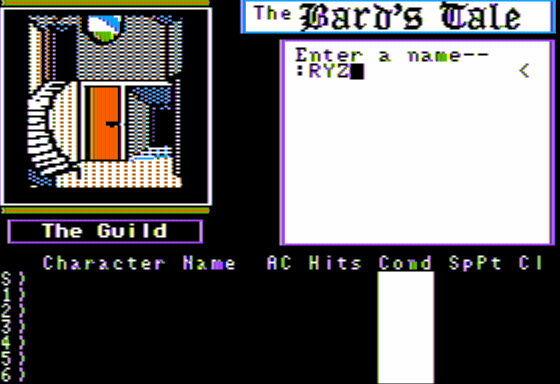 The Bard's Tale
Enter a name--
:RYZ <
The Guild
Character Name AC Hits Cond SpPt Cl
S)
1)
2)
3)
4)
5)
6)